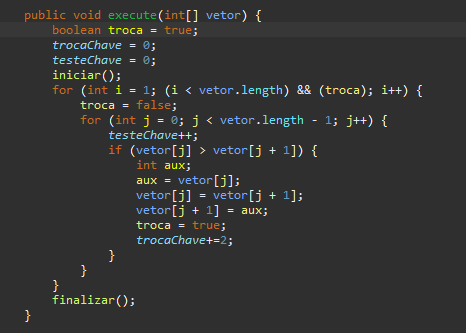 public void execute(int[] vetor) {
boolean troca = true;
trocaChave = 0;
testeChave = 0;
iniciar();
for (int i = 1; (i < vetor.length) && (troca); i++) {
troca = false;
for (int j = 0; j < vetor.length - 1; j++) {
testeChave++;
if (vetor[j] > vetor[j + 1]) {
int aux;
aux = vetor[j];
vetor[j] = vetor[j + 1];
vetor[j + 1] = aux;
troca = true;
trocaChave+=2;
}
}
}
finalizar();
}